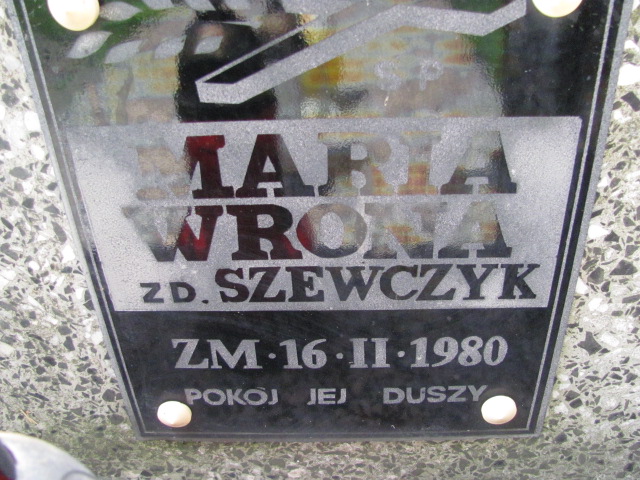 Ś P
MARIA
WRONA
ZD. SZEWCZYK
ZM·16·II·1980
POKÓJ JEJ DUSZY